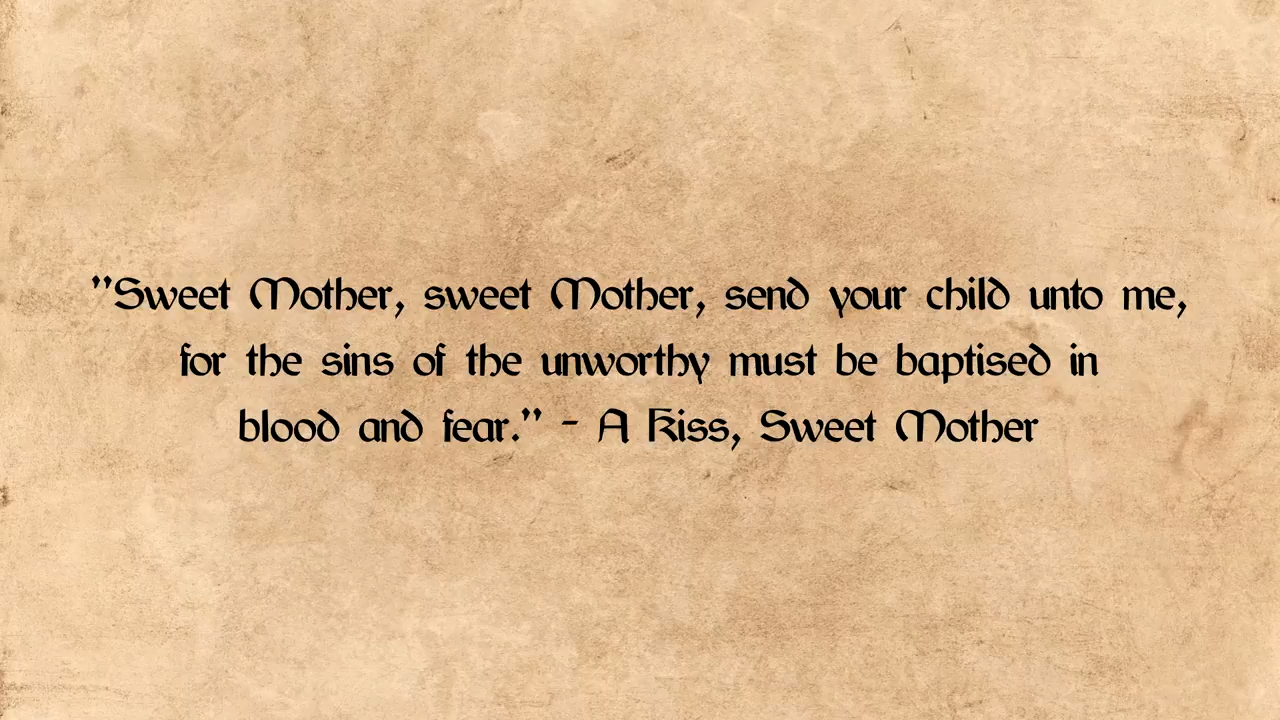 "Sweet Mother, sweet Mother, send your child unto me,
for the sins of the unworthy must be baptised in
blood and fear." - A Kiss, Sweet Mother